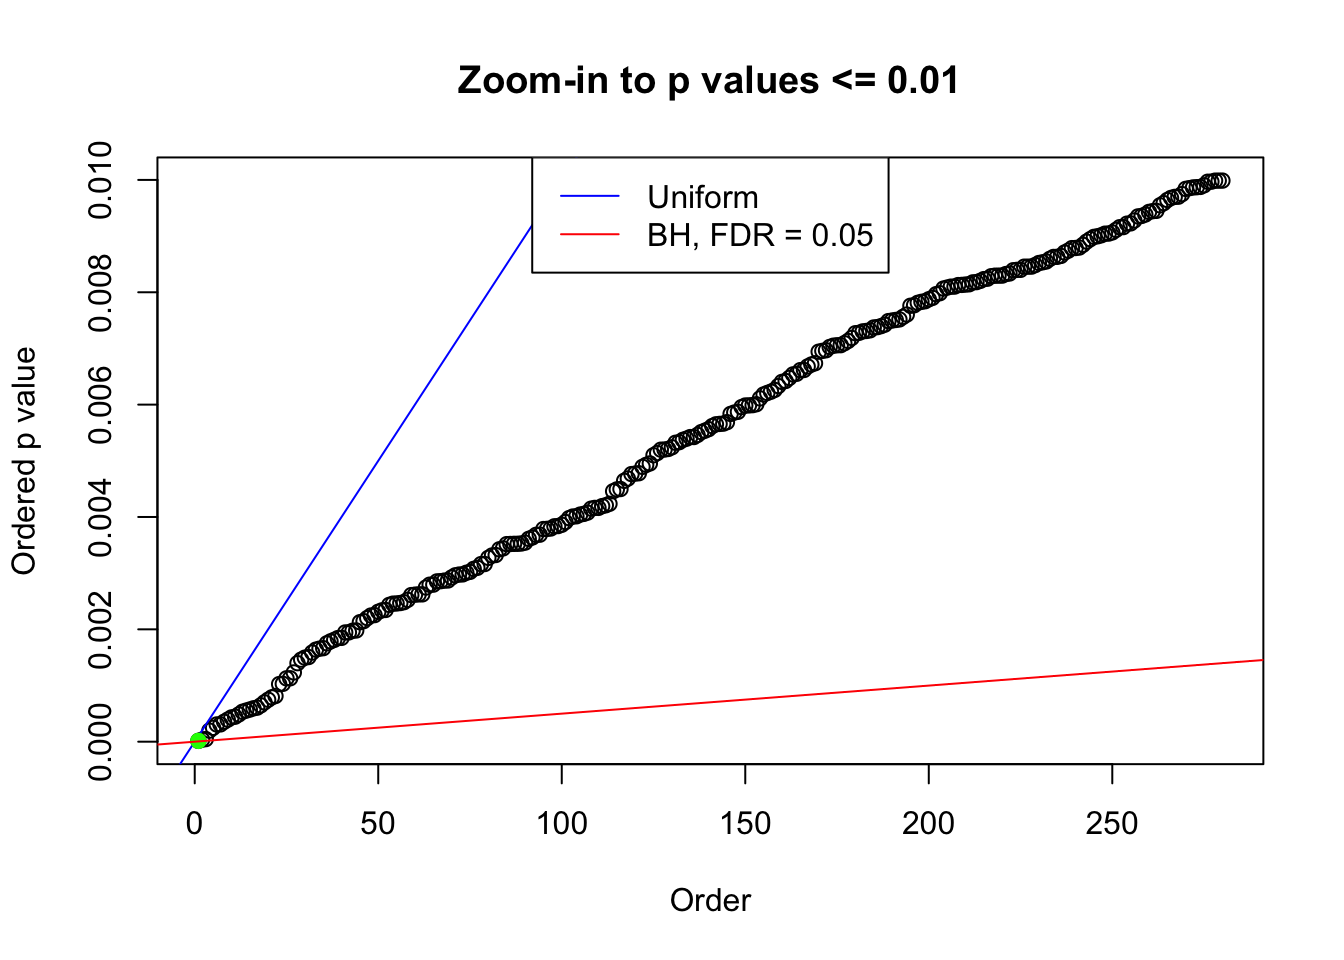 Zoom-in to p values <= 0.01
Uniform
BH, FDR = 0.05
Ordered p value
0.010
0.008
0.006
0.004
0.002
0.000
0 50 100 150 200 250
Order